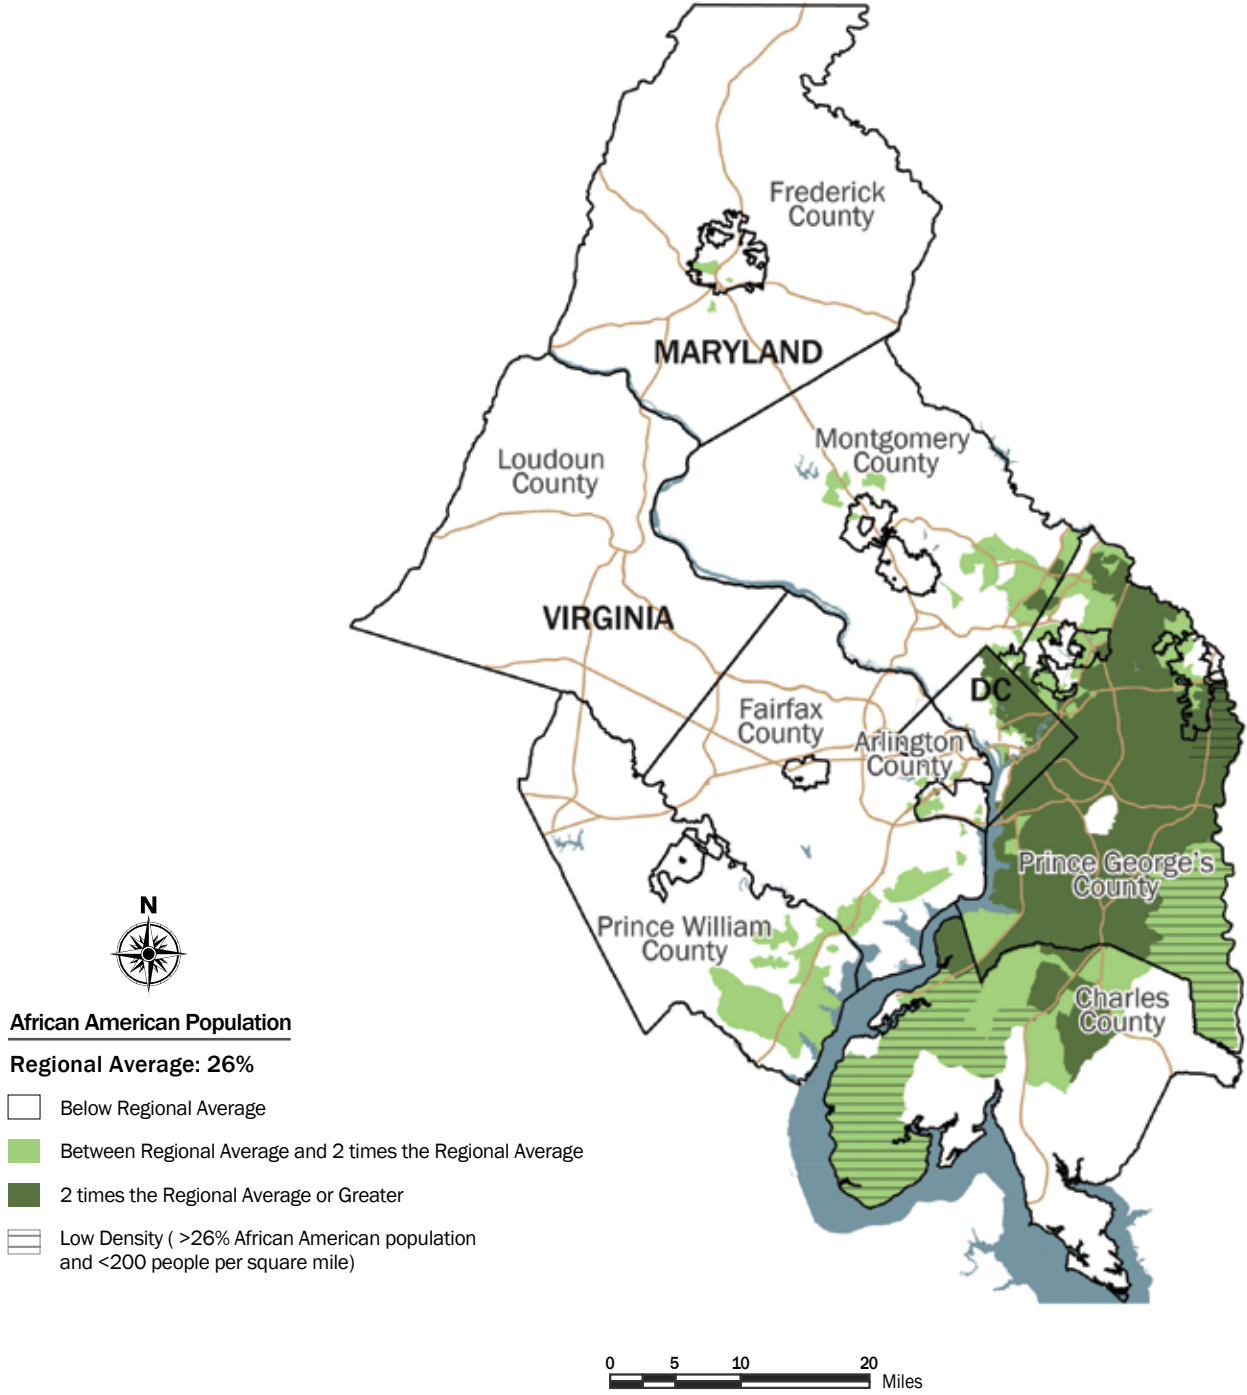 Frederick
County
MARYLAND
Montgomery
County
Loudoun
County
VIRGINIA
DC
Fairfax
County
Arlington
County
Prince George's
County
Prince William
County
Charles
County
N
African American Population
Regional Average: 26%
Below Regional Average
Between Regional Average and 2 times the Regional Average
2 times the Regional Average or Greater
Low Density ( >26% African American population
and <200 people per square mile)
0 5 10 20
Miles